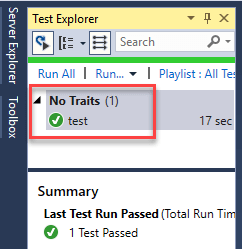 Server Explorer
Toolbox
Test Explorer
Search
Run All | Run... | Playlist : All Tes
No Traits (1)
test 17 sec
Summary
Last Test Run Passed (Total Run Tim
1 Test Passed